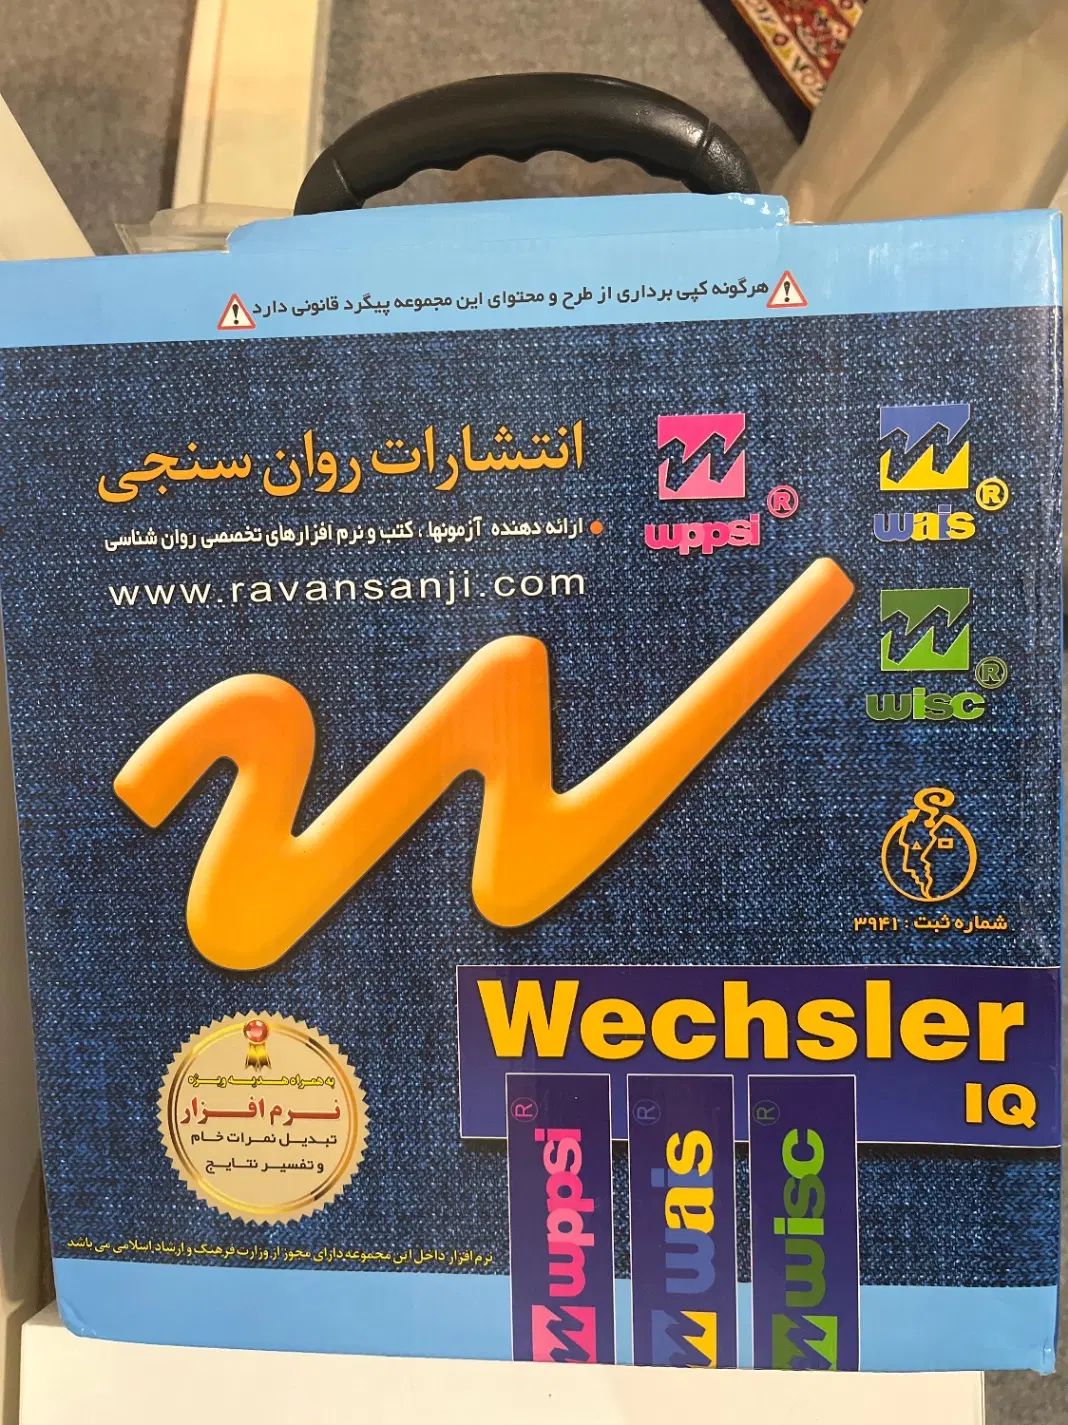 هرگونه کپی برداری از طرح و محتوای این مجموعه پیگرد قانونی دارد
انتشارات روان سنجی
ارائه دهنده آزمونها، کتب و نرم افزارهای تخصصی روان شناسی
www.ravansanji.com
wppsi ®
wais ®
wisc ®
شماره ثبت : ۳۹۴۱
Wechsler
IQ
به همراه هدیه ویژه
نرم افزار
تبدیل نمرات خام
و تفسیر نتایج
wppsi ®
wais ®
wisc ®
نرم افزار داخل این مجموعه دارای مجوز از وزارت فرهنگ و ارشاد اسلامی می باشد